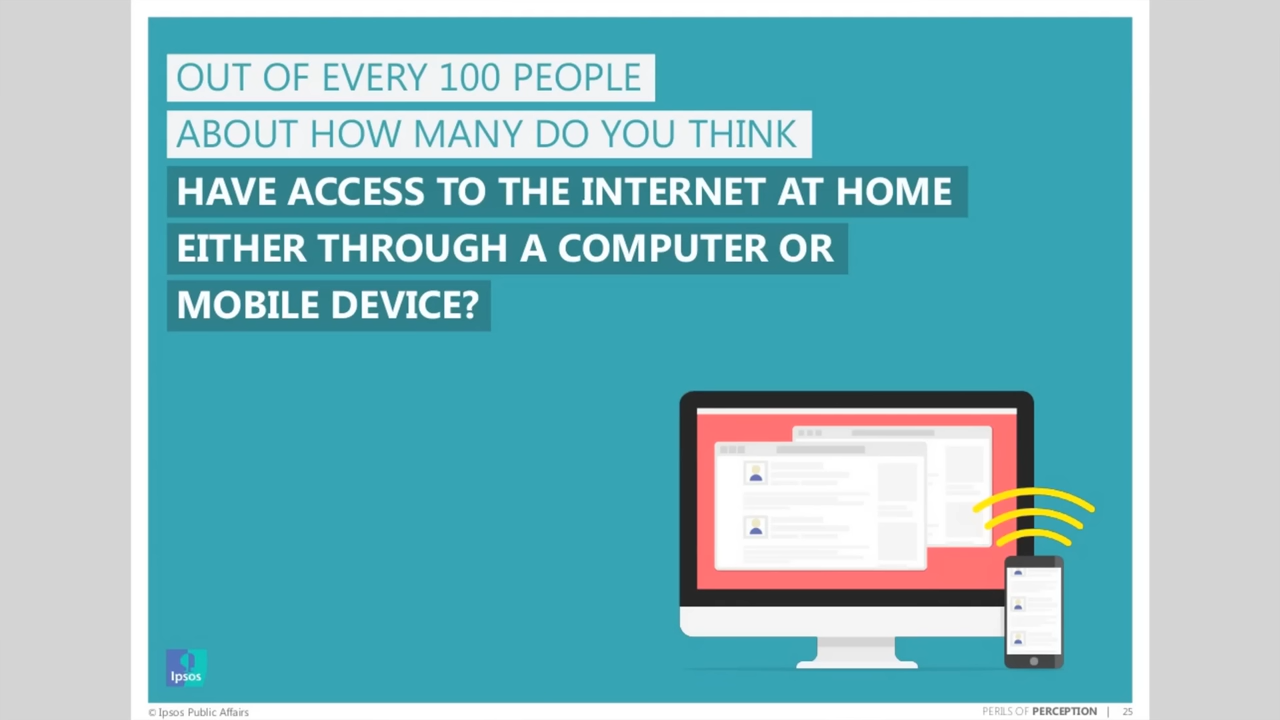 OUT OF EVERY 100 PEOPLE
ABOUT HOW MANY DO YOU THINK
HAVE ACCESS TO THE INTERNET AT HOME
EITHER THROUGH A COMPUTER OR
MOBILE DEVICE?
Ipsos
© Ipsos Public Affairs
PERILS OF PERCEPTION | 25